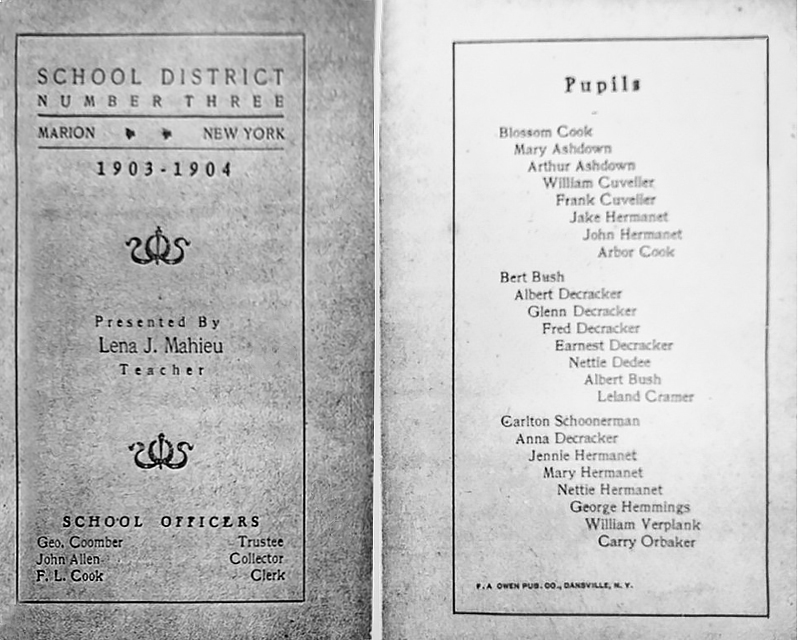 SCHOOL DISTRICT
NUMBER THREE
MARION NEW YORK
1903-1904
Presented By
Lena J. Mahieu
Teacher
SCHOOL OFFICERS
Geo. Coomber Trustee
John Allen Collector
F. L. Cook Clerk
Pupils
Blossom Cook
Mary Ashdown
Arthur Ashdown
William Cuvelier
Frank Cuvelier
Jake Hermanet
John Hermanet
Arbor Cook
Bert Bush
Albert Decracker
Glenn Decracker
Fred Decracker
Earnest Decracker
Nettie Dedee
Albert Bush
Leland Cramer
Carlton Schoonerman
Anna Decracker
Jennie Hermanet
Mary Hermanet
Nettie Hermanet
George Hemmings
William Verplank
Carry Orbaker
F. A OWEN PUB. CO., DANSVILLE, N. Y.